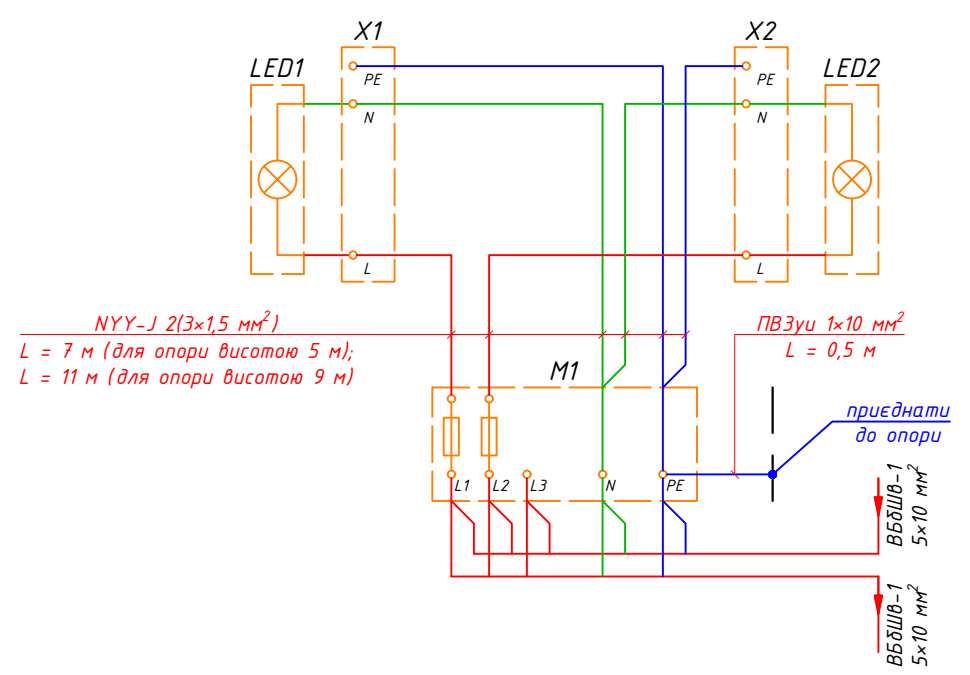 X1
X2
LED1
LED2
PE
PE
N
N
L
L
NYY-J 2(3×1,5 мм²)
L = 7 м (для опори висотою 5 м);
L = 11 м (для опори висотою 9 м)
ПВЗуи 1×10 мм²
L = 0,5 м
M1
приєднати
до опори
L1
L2
L3
N
PE
ВБбШв-1
5×10 мм²
ВБбШв-1
5×10 мм²